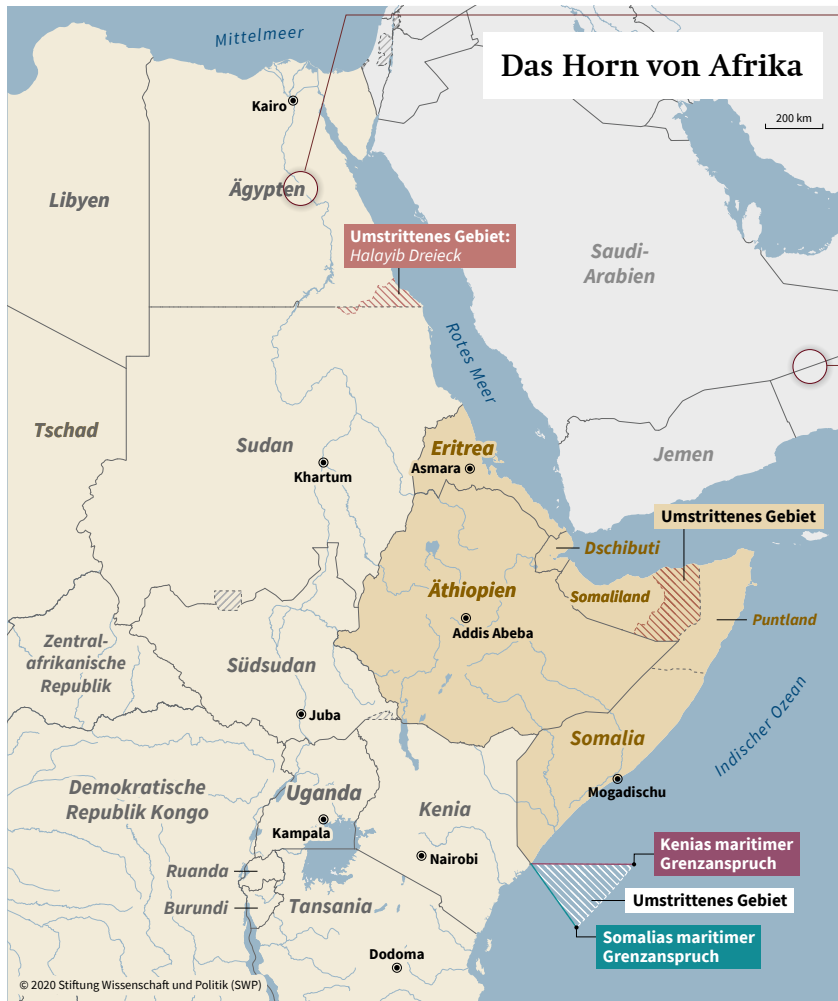 Das Horn von Afrika
200 km
Mittelmeer
Kairo
Libyen
Ägypten
Umstrittenes Gebiet:
Halayib Dreieck
Saudi-
Arabien
Rotes Meer
Tschad
Sudan
Khartum
Eritrea
Asmara
Jemen
Umstrittenes Gebiet
Dschibuti
Äthiopien
Somaliland
Addis Abeba
Puntland
Zentral-
afrikanische
Republik
Südsudan
Juba
Indischer Ozean
Somalia
Mogadischu
Demokratische
Republik Kongo
Uganda
Kampala
Kenia
Nairobi
Kenias maritimer
Grenzanspruch
Ruanda
Burundi
Tansania
Umstrittenes Gebiet
Somalias maritimer
Grenzanspruch
Dodoma
© 2020 Stiftung Wissenschaft und Politik (SWP)